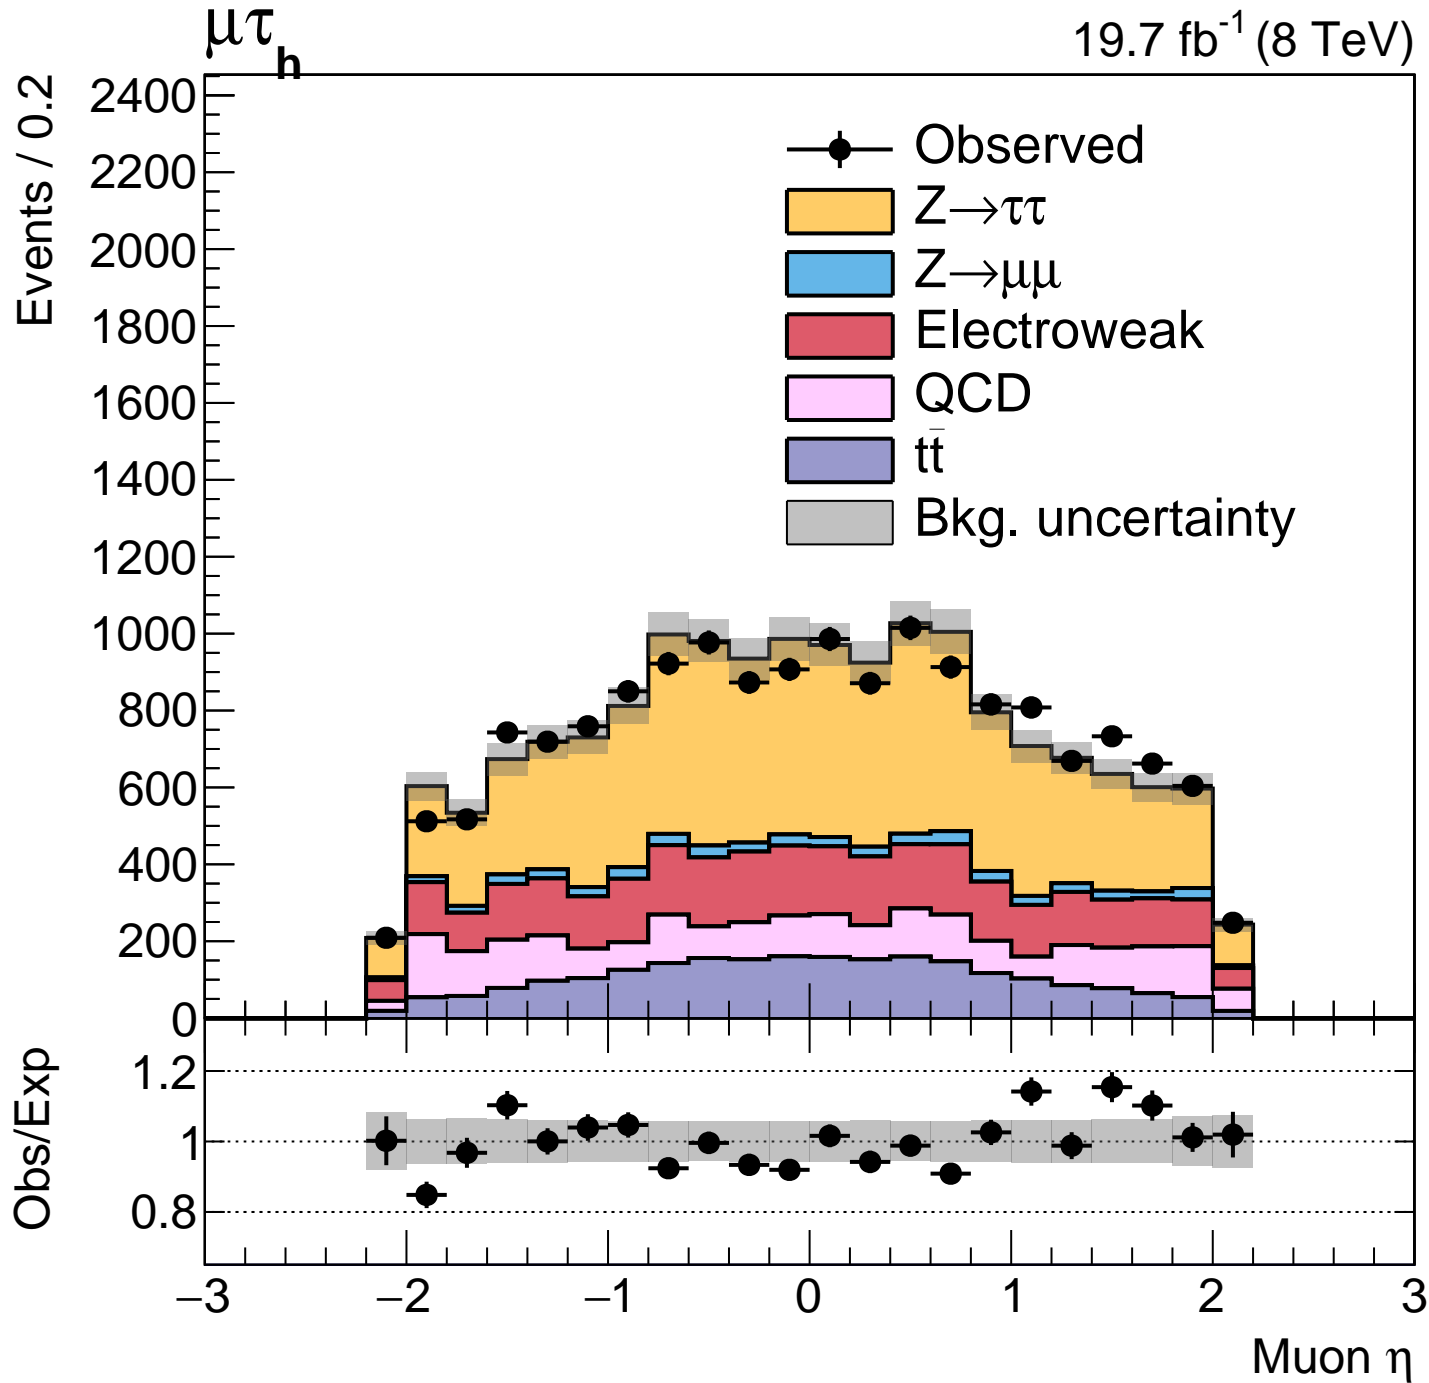 μτh 19.7 fb-1 (8 TeV)
Events / 0.2
2400
2200
2000
1800
1600
1400
1200
1000
800
600
400
200
0
Observed
Z→ττ
Z→μμ
Electroweak
QCD
tt̄
Bkg. uncertainty
Obs/Exp
1.2
1
0.8
−3 −2 −1 0 1 2 3
Muon η